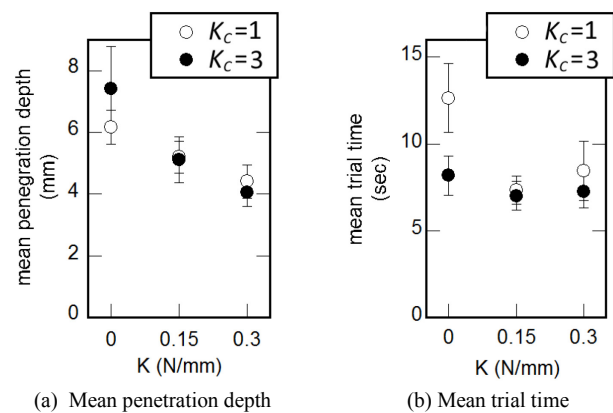 K_C=1
K_C=3
8
6
4
2
0
mean penegration depth
(mm)
0 0.15 0.3
K (N/mm)
(a) Mean penetration depth
K_C=1
K_C=3
15
10
5
0
mean trial time
(sec)
0 0.15 0.3
K (N/mm)
(b) Mean trial time